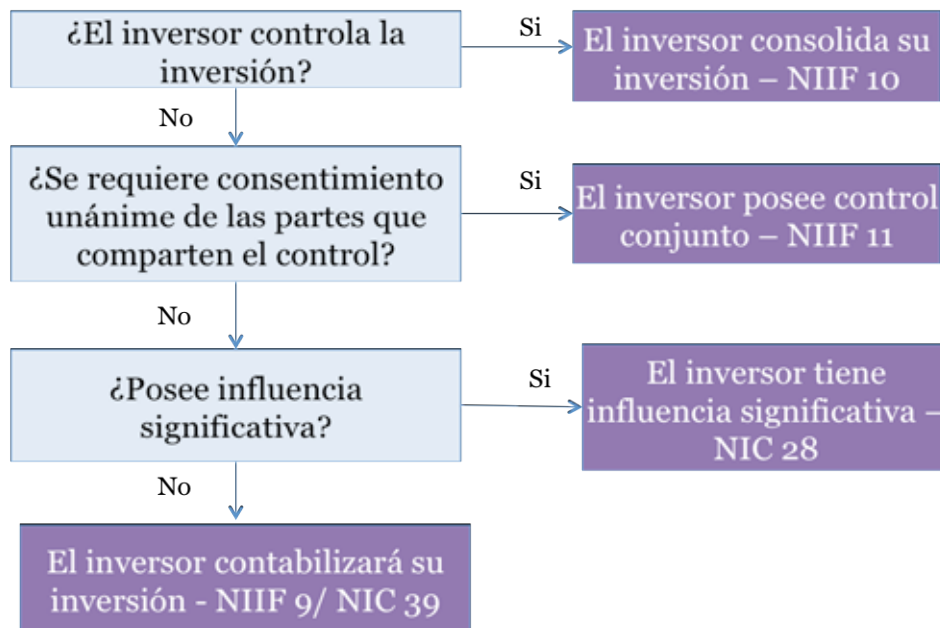 ¿El inversor controla la
inversión?
Si
El inversor consolida su
inversión – NIIF 10
No
¿Se requiere consentimiento
unánime de las partes que
comparten el control?
Si
El inversor posee control
conjunto – NIIF 11
No
¿Posee influencia
significativa?
Si
El inversor tiene
influencia significativa –
NIC 28
No
El inversor contabilizará su
inversión - NIIF 9/ NIC 39